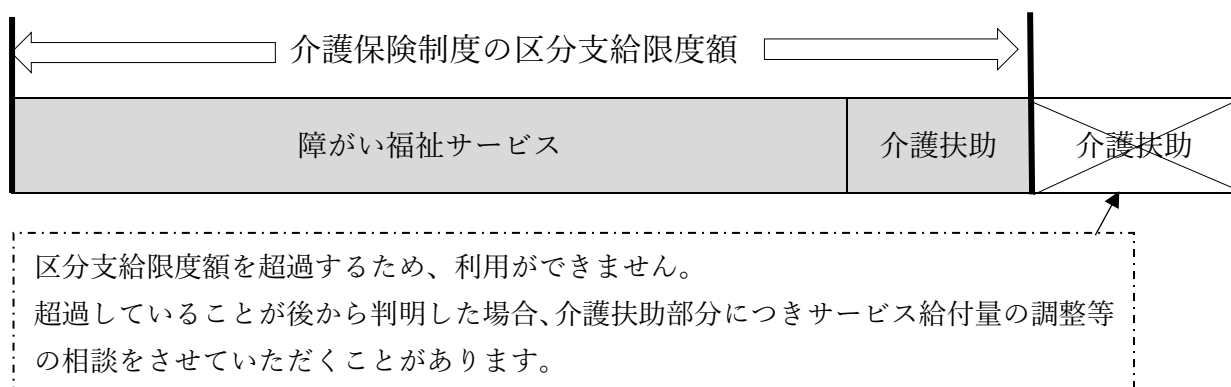 介護保険制度の区分支給限度額
障がい福祉サービス
介護扶助
介護扶助
区分支給限度額を超過するため、利用ができません。
超過していることが後から判明した場合、介護扶助部分につきサービス給付量の調整等
の相談をさせていただくことがあります。